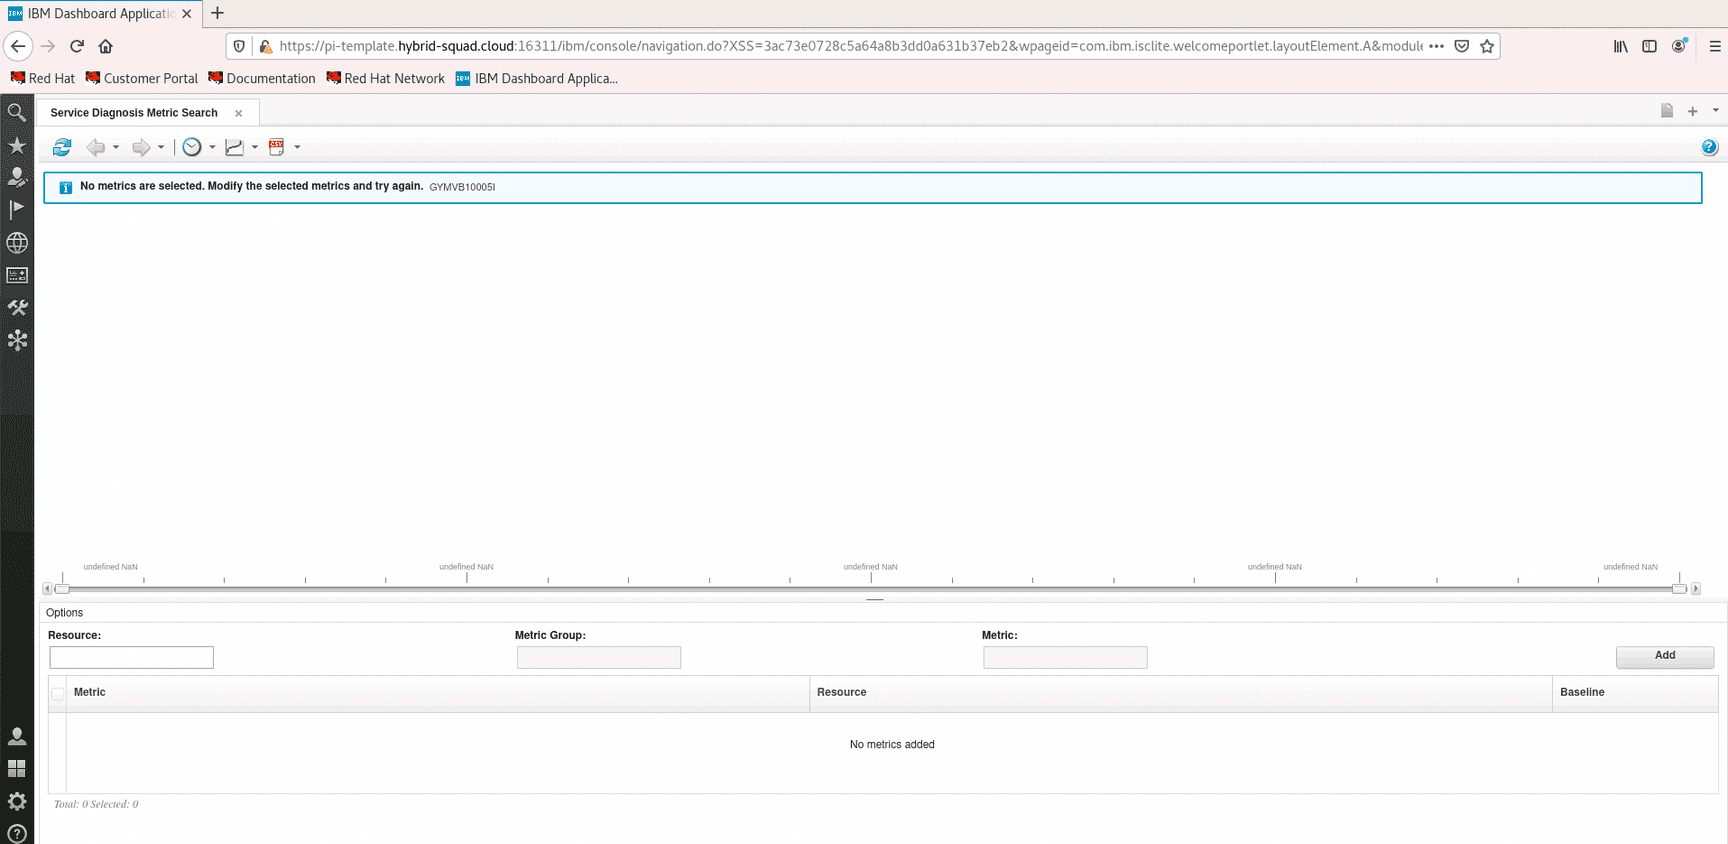 IBM Dashboard Applicatio
https://pi-template.hybrid-squad.cloud:16311/ibm/console/navigation.do?XSS=3ac73e0728c5a64a8b3dd0a631b37eb2&wpageid=com.ibm.isclite.welcomeportlet.layoutElement.A&module
Red Hat Customer Portal Documentation Red Hat Network IBM Dashboard Applica...
Service Diagnosis Metric Search
No metrics are selected. Modify the selected metrics and try again. GYMVB10005I
undefined NaN undefined NaN undefined NaN undefined NaN undefined NaN
Options
Resource: Metric Group: Metric:
Add
Metric Resource Baseline
No metrics added
Total: 0 Selected: 0